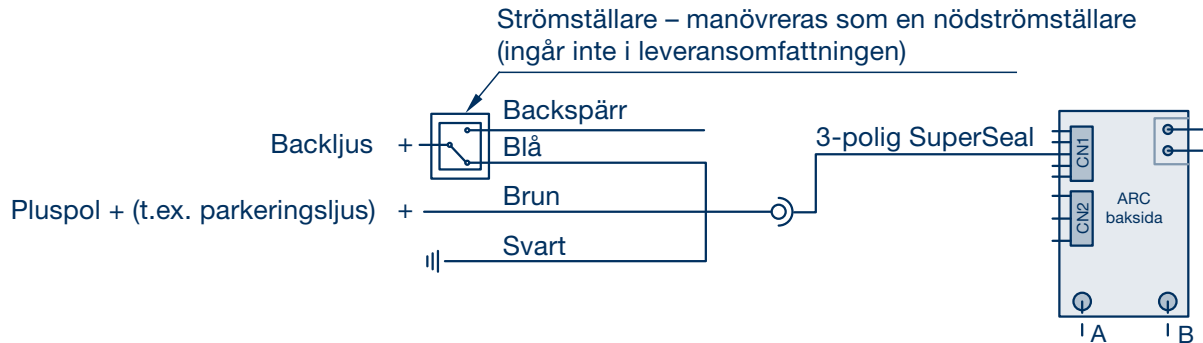 Strömställare – manövreras som en nödströmställare
(ingår inte i leveransomfattningen)
Backspärr
Backljus +
Blå
3-polig SuperSeal
CN1
Brun
Pluspol + (t.ex. parkeringsljus) +
CN2
ARC
baksida
Svart
A
B